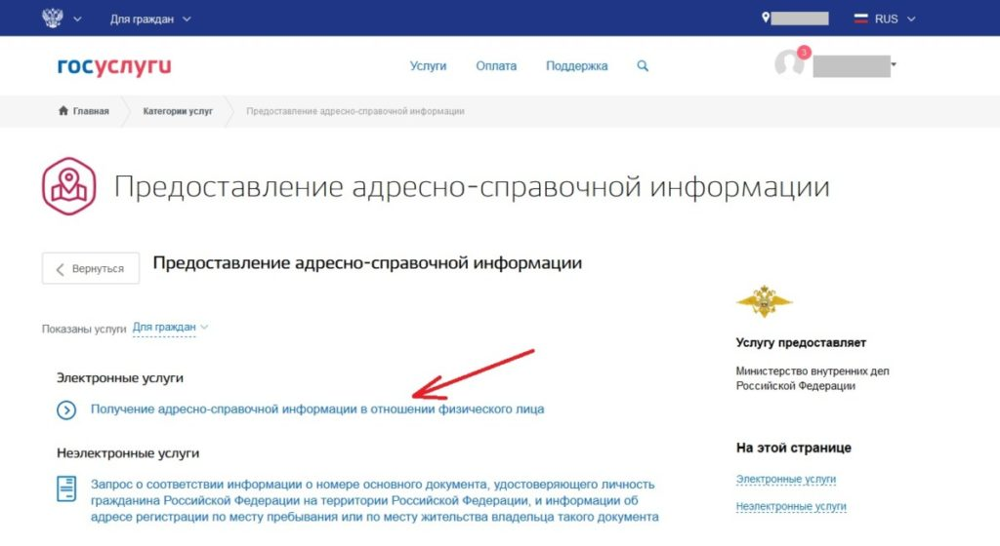 Для граждан
RUS
госуслуги
Услуги Оплата Поддержка
3
Главная Категории услуг Предоставление адресно-справочной информации
Предоставление адресно-справочной информации
Вернуться
Предоставление адресно-справочной информации
Показаны услуги Для граждан
Электронные услуги
Получение адресно-справочной информации в отношении физического лица
Неэлектронные услуги
Запрос о соответствии информации о номере основного документа, удостоверяющего личность
гражданина Российской Федерации на территории Российской Федерации, и информации об
адресе регистрации по месту пребывания или по месту жительства владельца такого документа
Услугу предоставляет
Министерство внутренних дел
Российской Федерации
На этой странице
Электронные услуги
Неэлектронные услуги